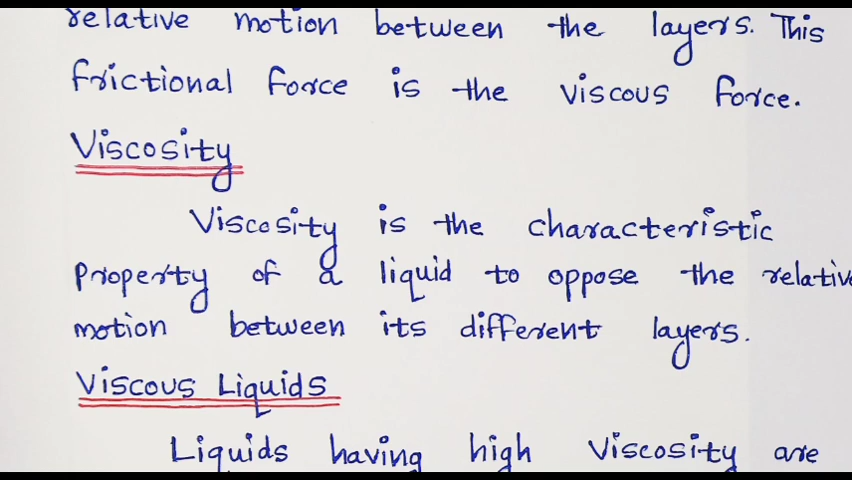 relative motion between the layers. This
frictional force is the viscous force.
Viscosity
Viscosity is the characteristic
property of a liquid to oppose the relative
motion between its different layers.
Viscous Liquids
Liquids having high viscosity are